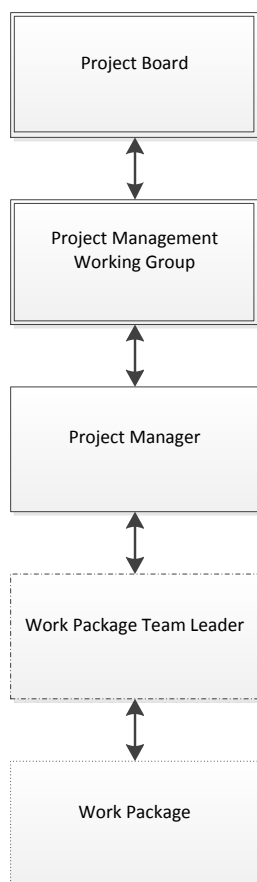 Project Board
Project Management
Working Group
Project Manager
Work Package Team Leader
Work Package